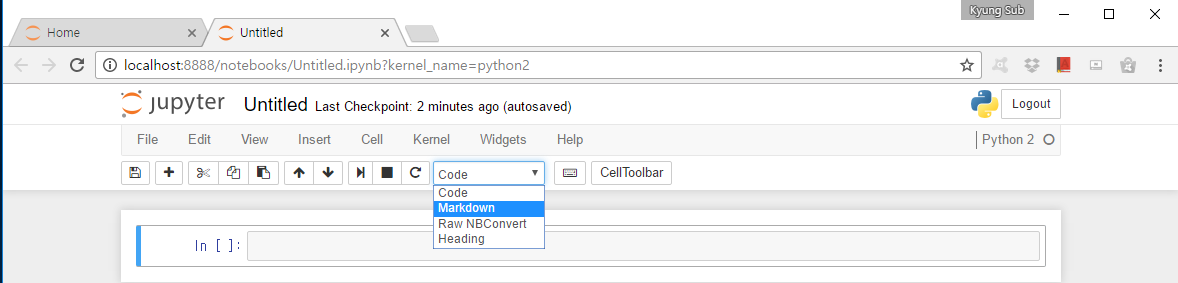 Kyung Sub
Home
Untitled
localhost:8888/notebooks/Untitled.ipynb?kernel_name=python2
jupyter Untitled Last Checkpoint: 2 minutes ago (autosaved) Logout
File Edit View Insert Cell Kernel Widgets Help Python 2
Code CellToolbar
Code
Markdown
Raw NBConvert
Heading
In [ ]: